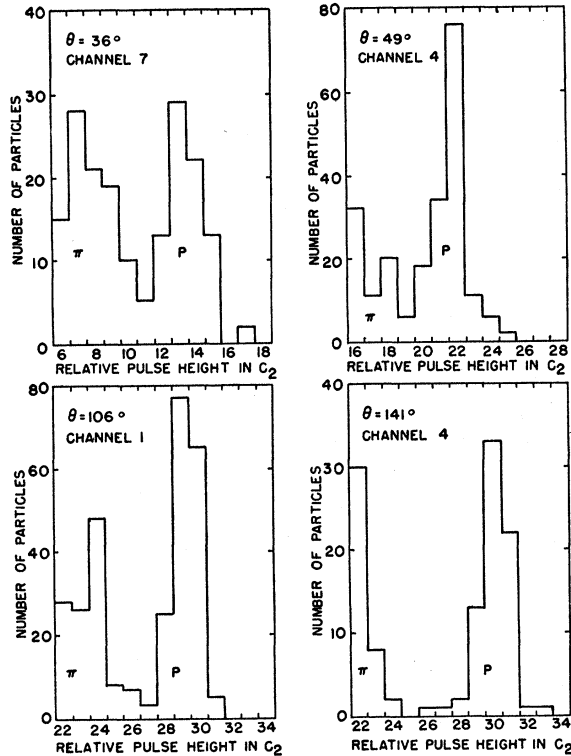 θ = 36°
CHANNEL 7
NUMBER OF PARTICLES
40
30
20
10
0
π
P
6 8 10 12 14 16 18
RELATIVE PULSE HEIGHT IN C2
θ = 49°
CHANNEL 4
NUMBER OF PARTICLES
80
60
40
20
0
π
P
16 18 20 22 24 26 28
RELATIVE PULSE HEIGHT IN C2
θ = 106°
CHANNEL 1
NUMBER OF PARTICLES
80
60
40
20
0
π
P
22 24 26 28 30 32 34
RELATIVE PULSE HEIGHT IN C2
θ = 141°
CHANNEL 4
NUMBER OF PARTICLES
40
30
20
10
0
π
P
22 24 26 28 30 32 34
RELATIVE PULSE HEIGHT IN C2